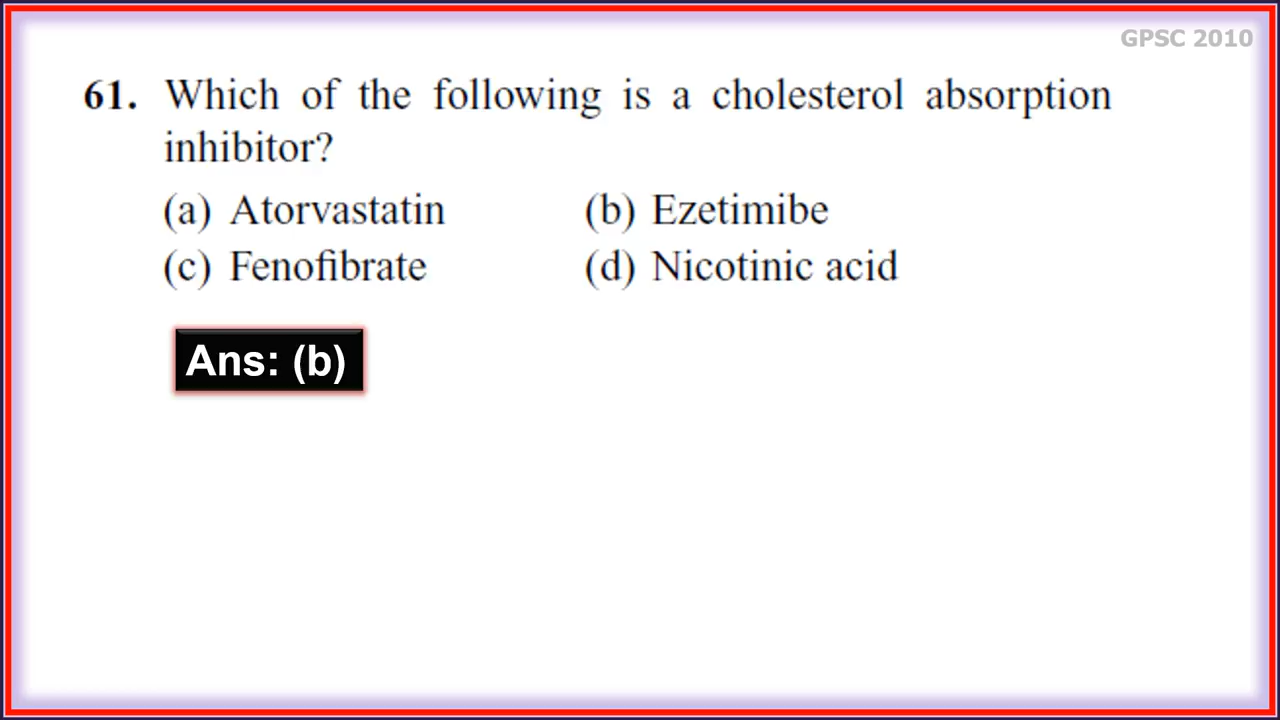 GPSC 2010
61. Which of the following is a cholesterol absorption
inhibitor?
(a) Atorvastatin (b) Ezetimibe
(c) Fenofibrate (d) Nicotinic acid
Ans: (b)